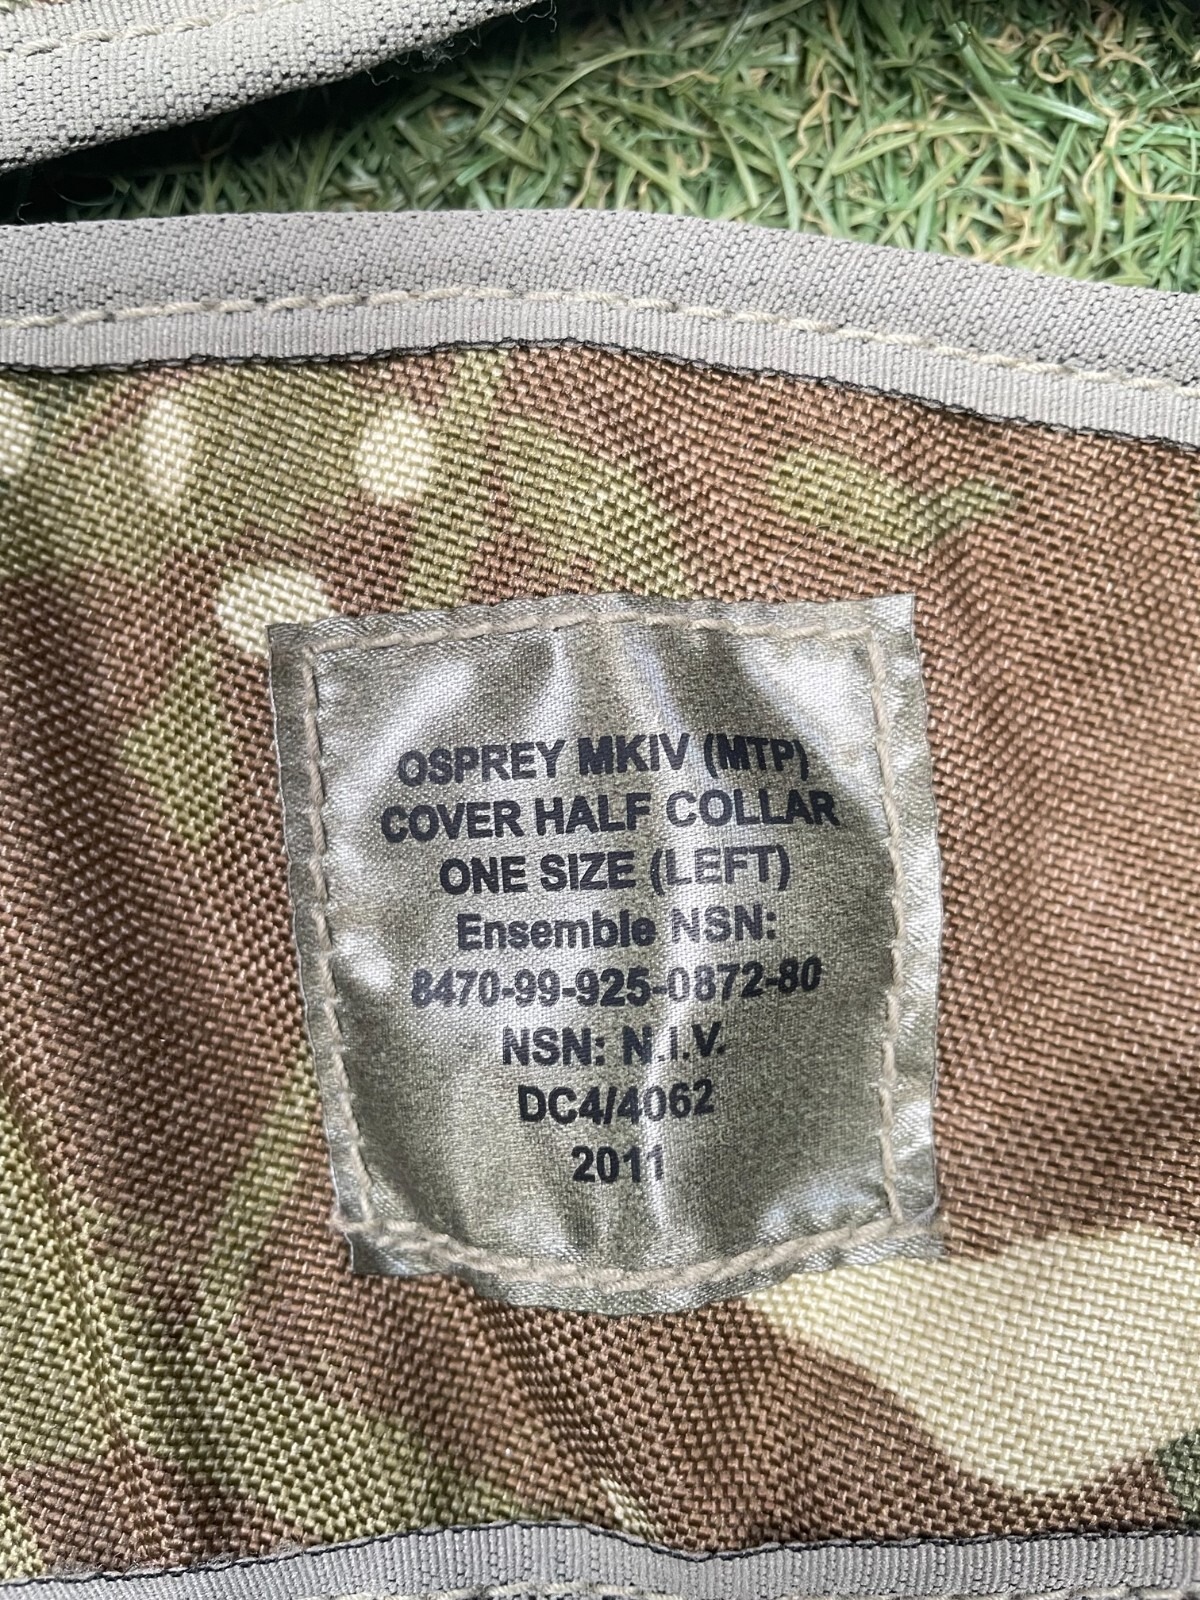 OSPREY MKIV (MTP)
COVER HALF COLLAR
ONE SIZE (LEFT)
Ensemble NSN:
8470-99-925-0872-80
NSN: N.I.V.
DC4/4062
2011